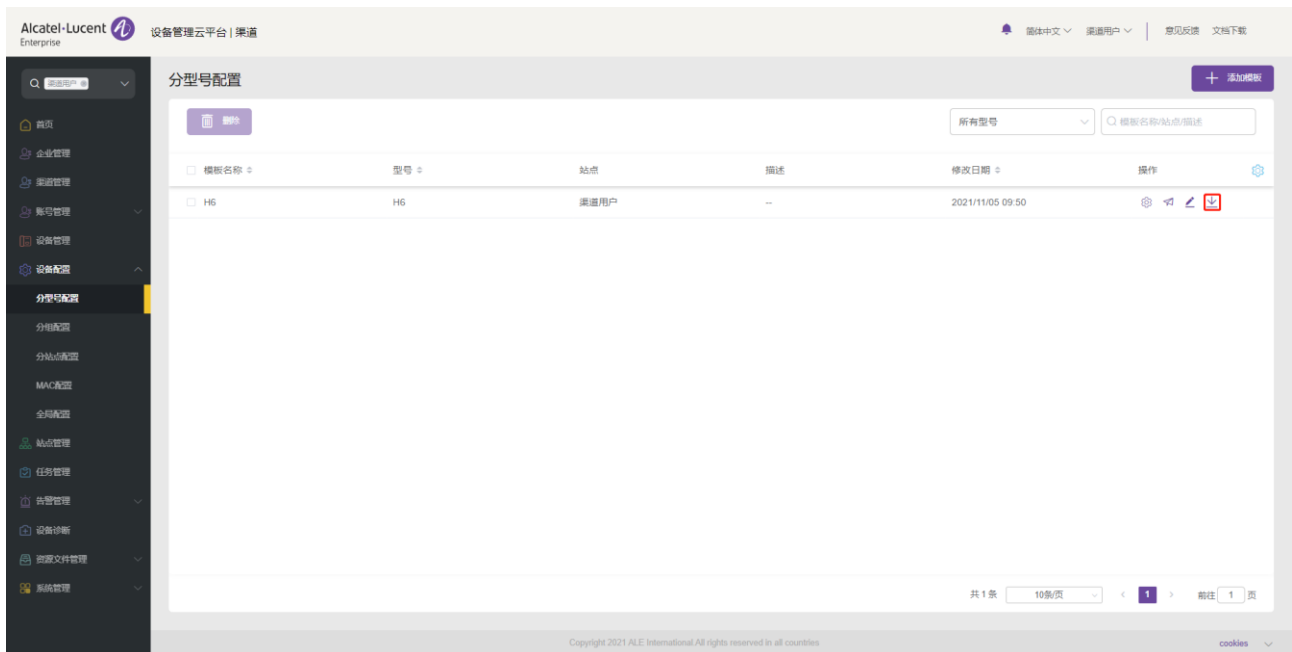 Alcatel·Lucent
Enterprise
设备管理云平台 | 渠道
简体中文
渠道用户
意见反馈
文档下载
渠道用户
首页
企业管理
渠道管理
账号管理
设备管理
设备配置
分型号配置
分组配置
分站点配置
MAC配置
全局配置
站点管理
任务管理
告警管理
设备诊断
资源文件管理
系统管理
分型号配置
添加模板
删除
所有型号
模板名称/站点/描述
模板名称 型号 站点 描述 修改日期 操作
H6 H6 渠道用户 -- 2021/11/05 09:50
共 1 条 10条/页 1 前往 1 页
Copyright 2021 ALE International.All rights reserved in all countries
cookies